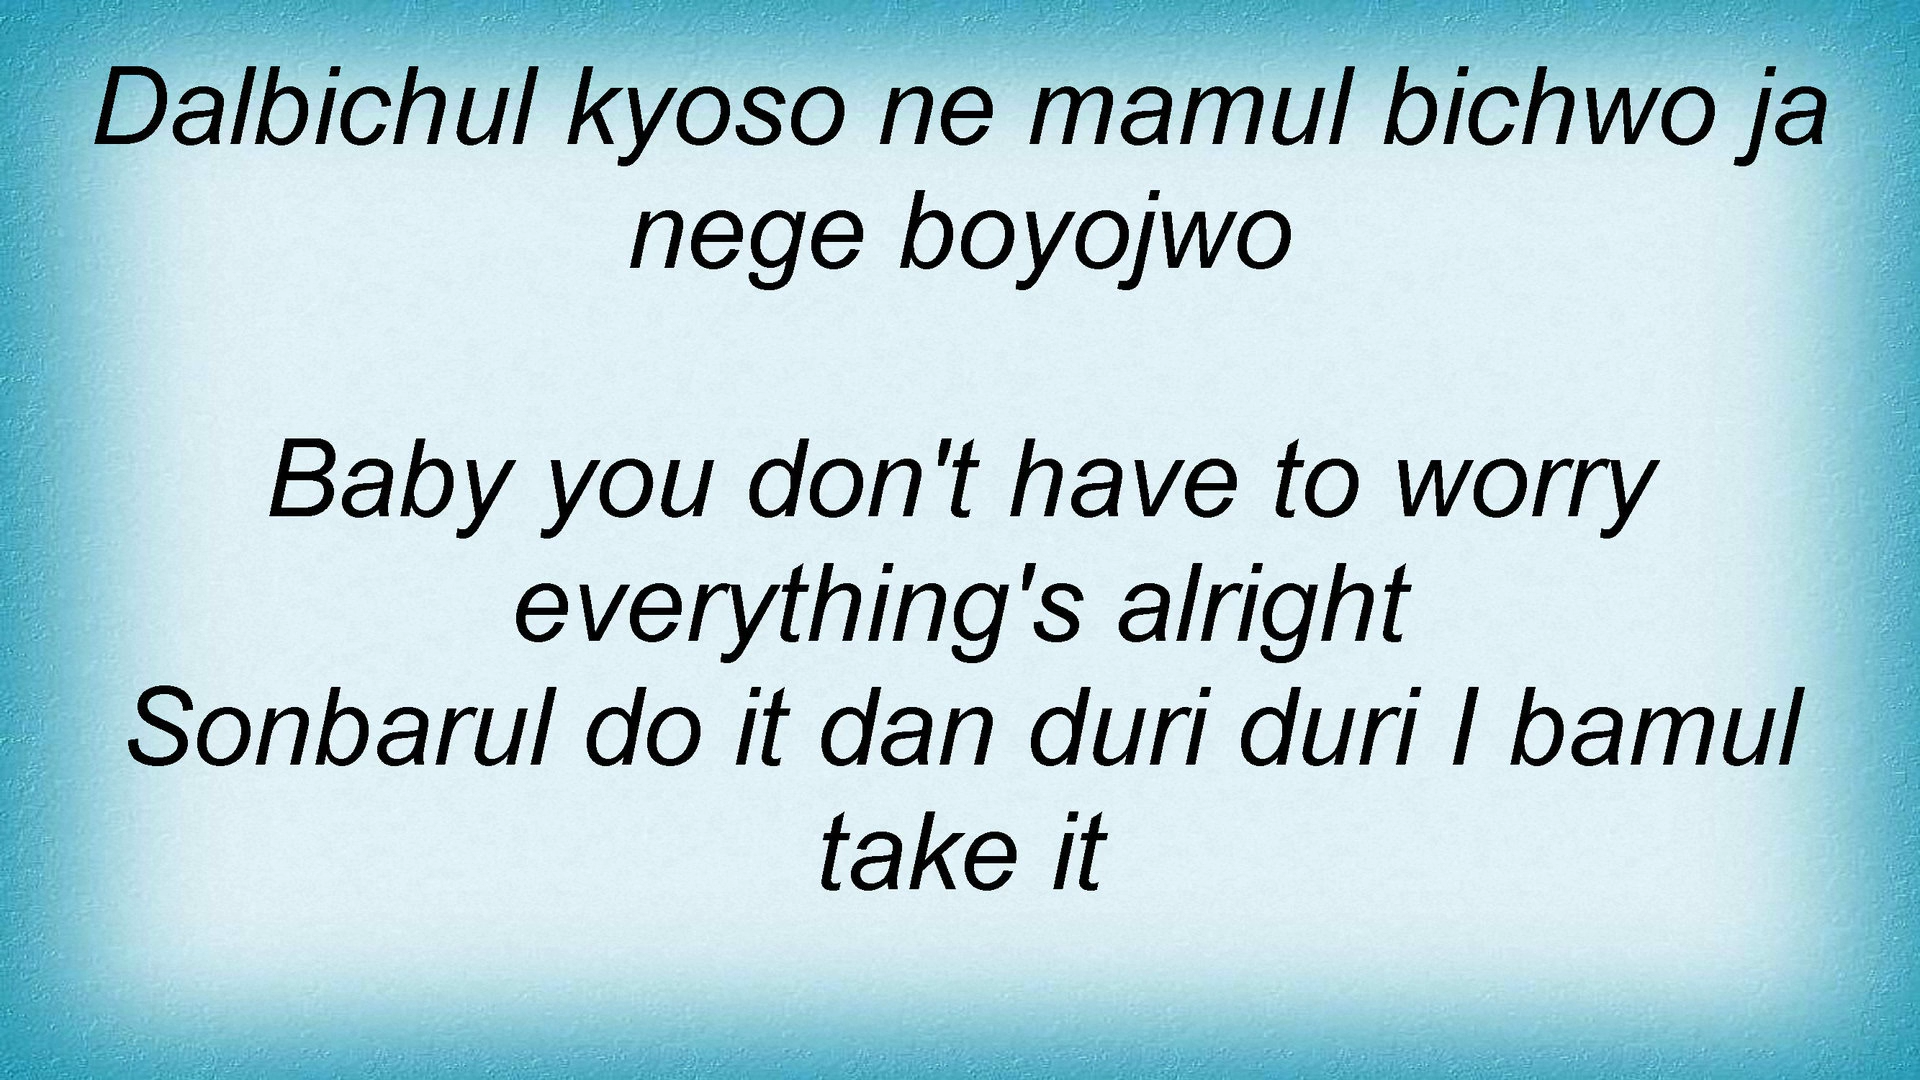 Dalbichul kyoso ne mamul bichwo ja
nege boyojwo
Baby you don't have to worry
everything's alright
Sonbarul do it dan duri duri I bamul
take it